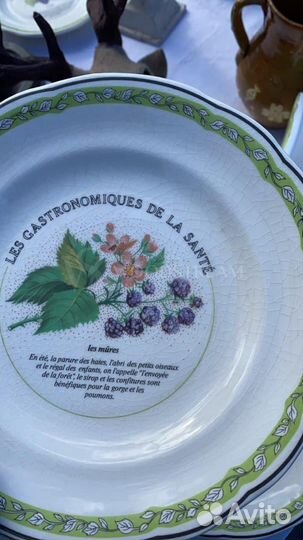 LES GASTRONOMIQUES DE LA SANTÉ
les mûres
En été, la parure des haies, l'abri des petits oiseaux
et le régal des enfants, on l'appelle "l'envoyée
de la forêt", le sirop et les confitures sont
bénéfiques pour la gorge et les
poumons.
Avito